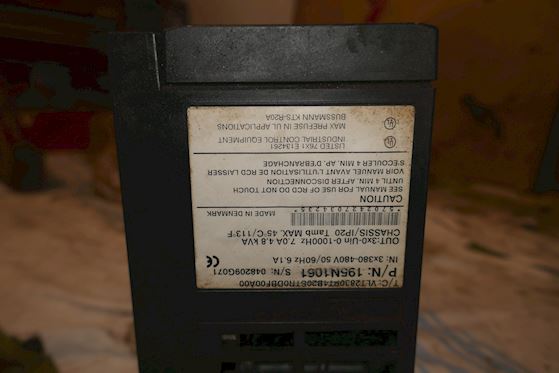 T/C: VLT2830RT4B20STR0DBF00A00
P/N: 195N1061 S/N: 048209G071
IN: 3x380-480V 50/60Hz 6.1A
OUT: 3x0-Uin 0-1000Hz 7.0A 4.8 kVA
CHASSIS/IP20 Tamb MAX. 45°C/113°F
*5702427034235* MADE IN DENMARK
CAUTION
SEE MANUAL FOR USE OF RCD DO NOT TOUCH
UNTIL 4 MIN. AFTER DISCONNECTION
VOIR MANUEL AVANT L'UTILISATION DE RCD LAISSER
S'ECOULER 4 MIN. AP. D'EBRANCHAGE
LISTED 76X1 E134261
INDUSTRIAL CONTROL EQUIPMENT
MAX PREFUSE IN UL APPLICATIONS
BUSSMANN KTS-R20A